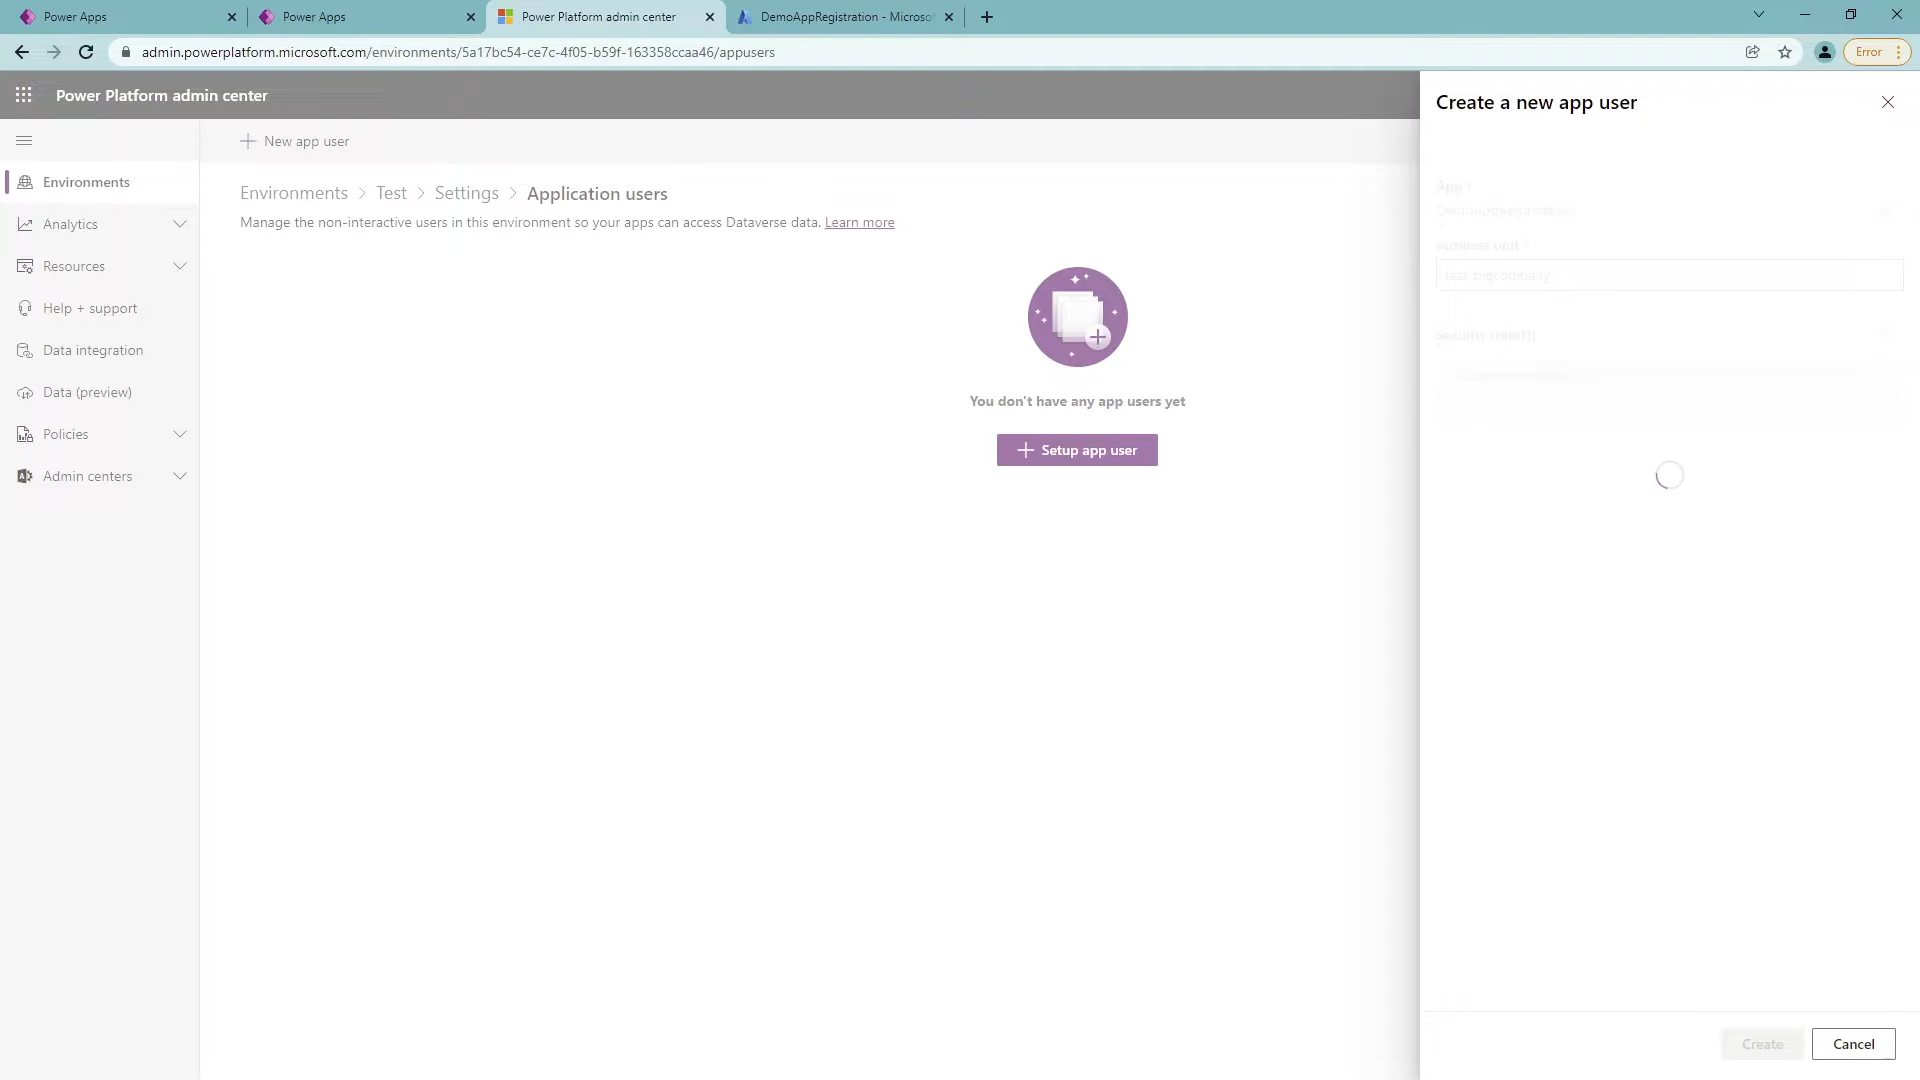 Power Apps
Power Apps
Power Platform admin center
DemoAppRegistration - Microso
admin.powerplatform.microsoft.com/environments/5a17bc54-ce7c-4f05-b59f-163358ccaa46/appusers
Error
Power Platform admin center
Create a new app user
New app user
Environments
Environments > Test > Settings > Application users
Manage the non-interactive users in this environment so your apps can access Dataverse data. Learn more
Analytics
Resources
Help + support
Data integration
Data (preview)
Policies
Admin centers
You don't have any app users yet
Setup app user
App *
Business unit *
Create
Cancel